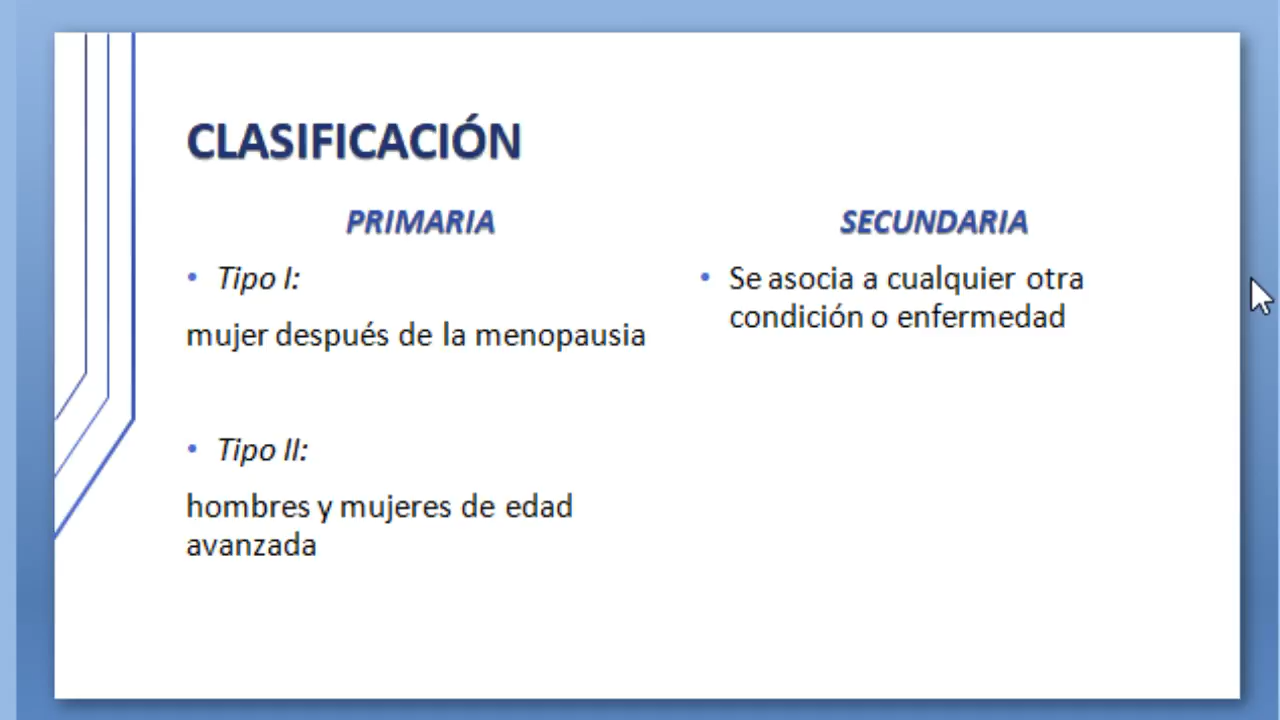 CLASIFICACIÓN
PRIMARIA
• Tipo I:
mujer después de la menopausia
• Tipo II:
hombres y mujeres de edad
avanzada
SECUNDARIA
• Se asocia a cualquier otra
condición o enfermedad